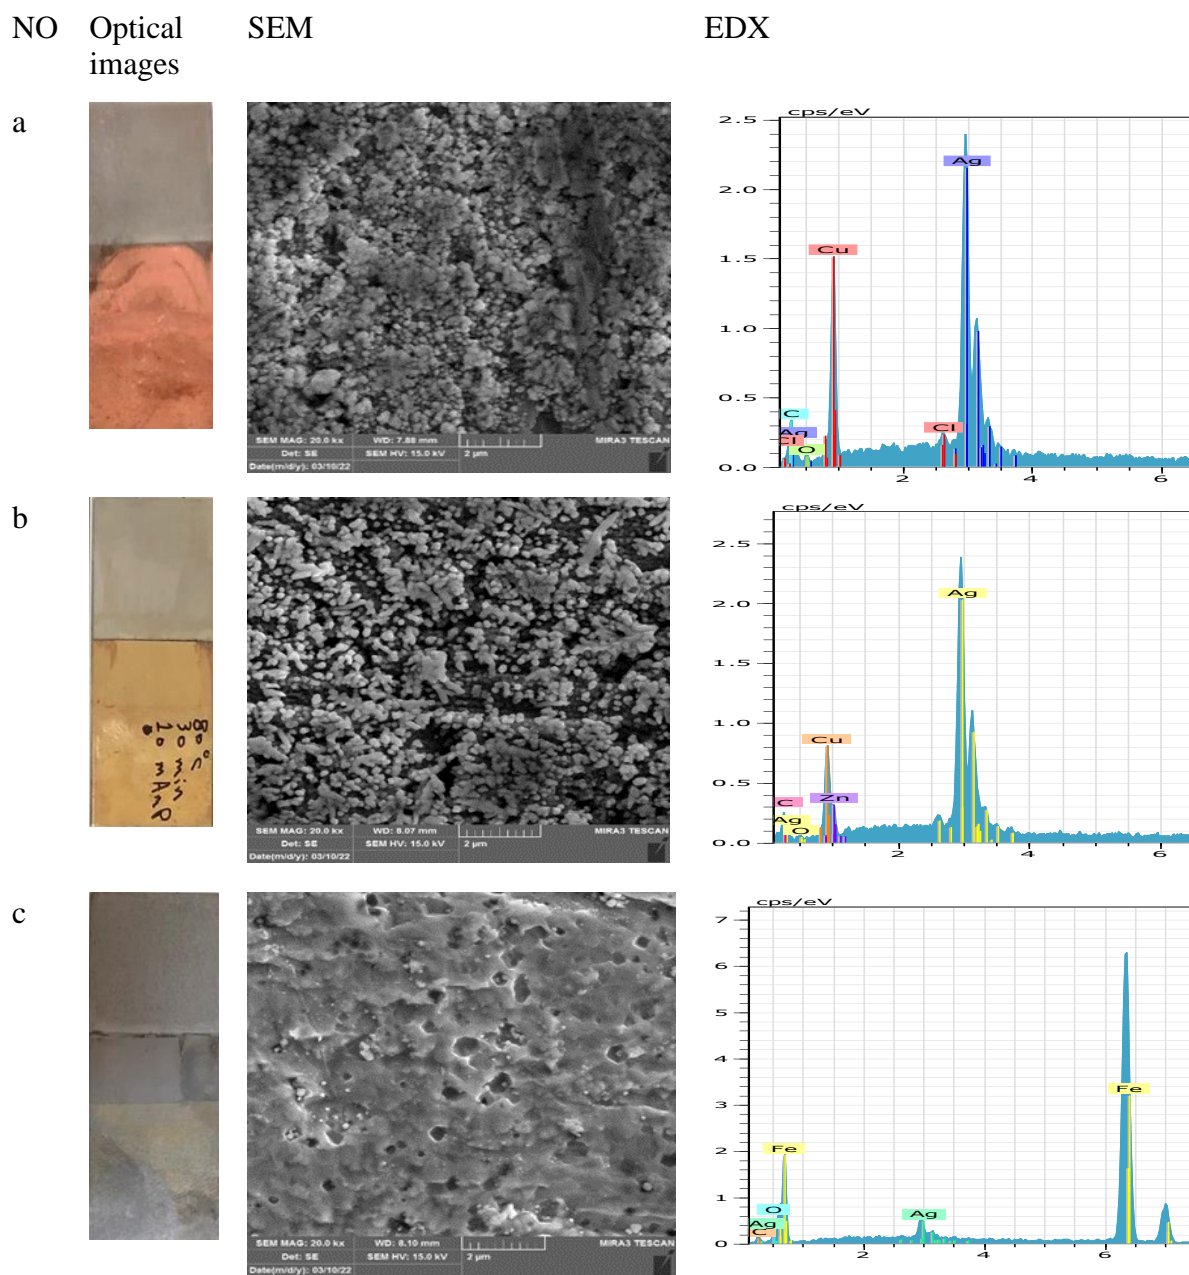 NO Optical images SEM EDX
a
SEM MAG: 20.0 kx WD: 7.88 mm
Det: SE SEM HV: 15.0 kV 2 µm MIRA3 TESCAN
Date(m/d/y): 03/10/22
cps/eV
2.5
2.0
1.5
1.0
0.5
0.0
Ag
Cu
C
Ag
Cl
O
Cl
2 4 6
b
80°C
30 min
10 mAnP
SEM MAG: 20.0 kx WD: 8.07 mm MIRA3 TESCAN
Det: SE SEM HV: 15.0 kV 2 µm
Date(m/d/y): 03/10/22
cps/eV
2.5
2.0
1.5
1.0
0.5
0.0
Ag
Cu
Zn
C
Ag
O
2 4 6
c
SEM MAG: 20.0 kx WD: 8.10 mm MIRA3 TESCAN
Det: SE SEM HV: 15.0 kV 2 µm
Date(m/d/y): 03/10/22
cps/eV
7
6
5
4
3
2
1
0
Fe
Fe
O
Ag
C
Ag
2 4 6